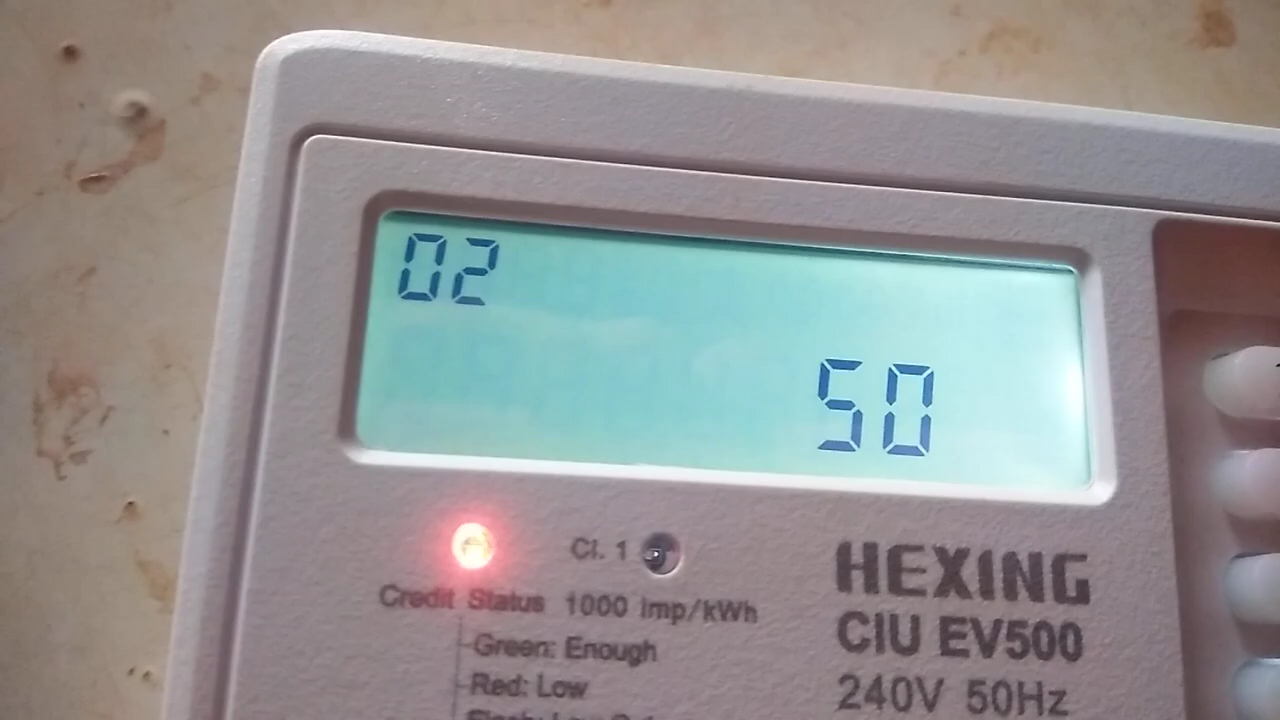 02
50
Cl. 1
HEXING
Credit Status 1000 imp/kWh
CIU EV500
Green: Enough
Red: Low
240V 50Hz